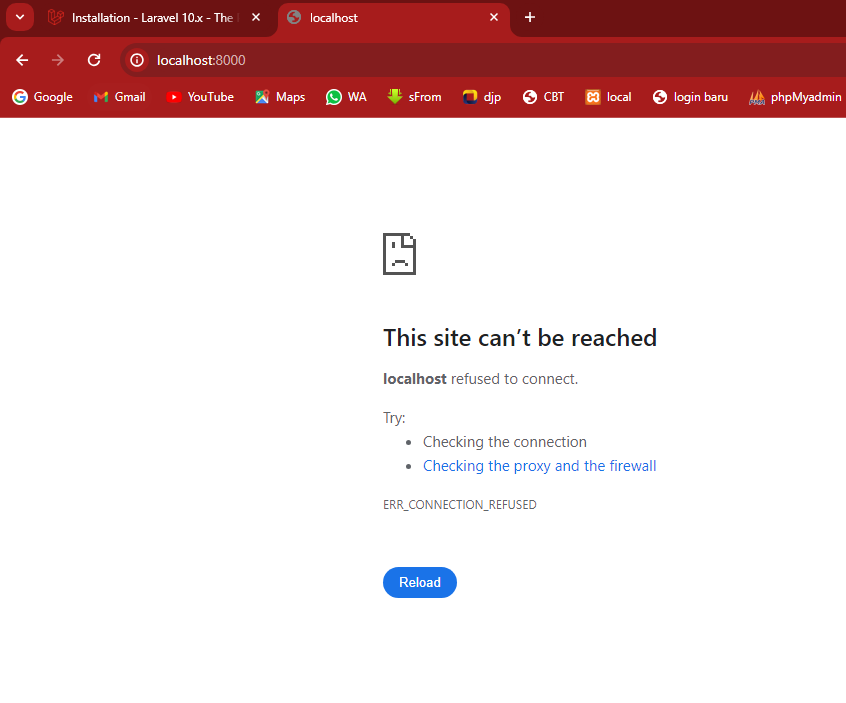 Installation - Laravel 10.x - The
localhost
localhost:8000
Google Gmail YouTube Maps WA sFrom djp CBT local login baru phpMyadmin
This site can’t be reached
localhost refused to connect.
Try:
• Checking the connection
• Checking the proxy and the firewall
ERR_CONNECTION_REFUSED
Reload